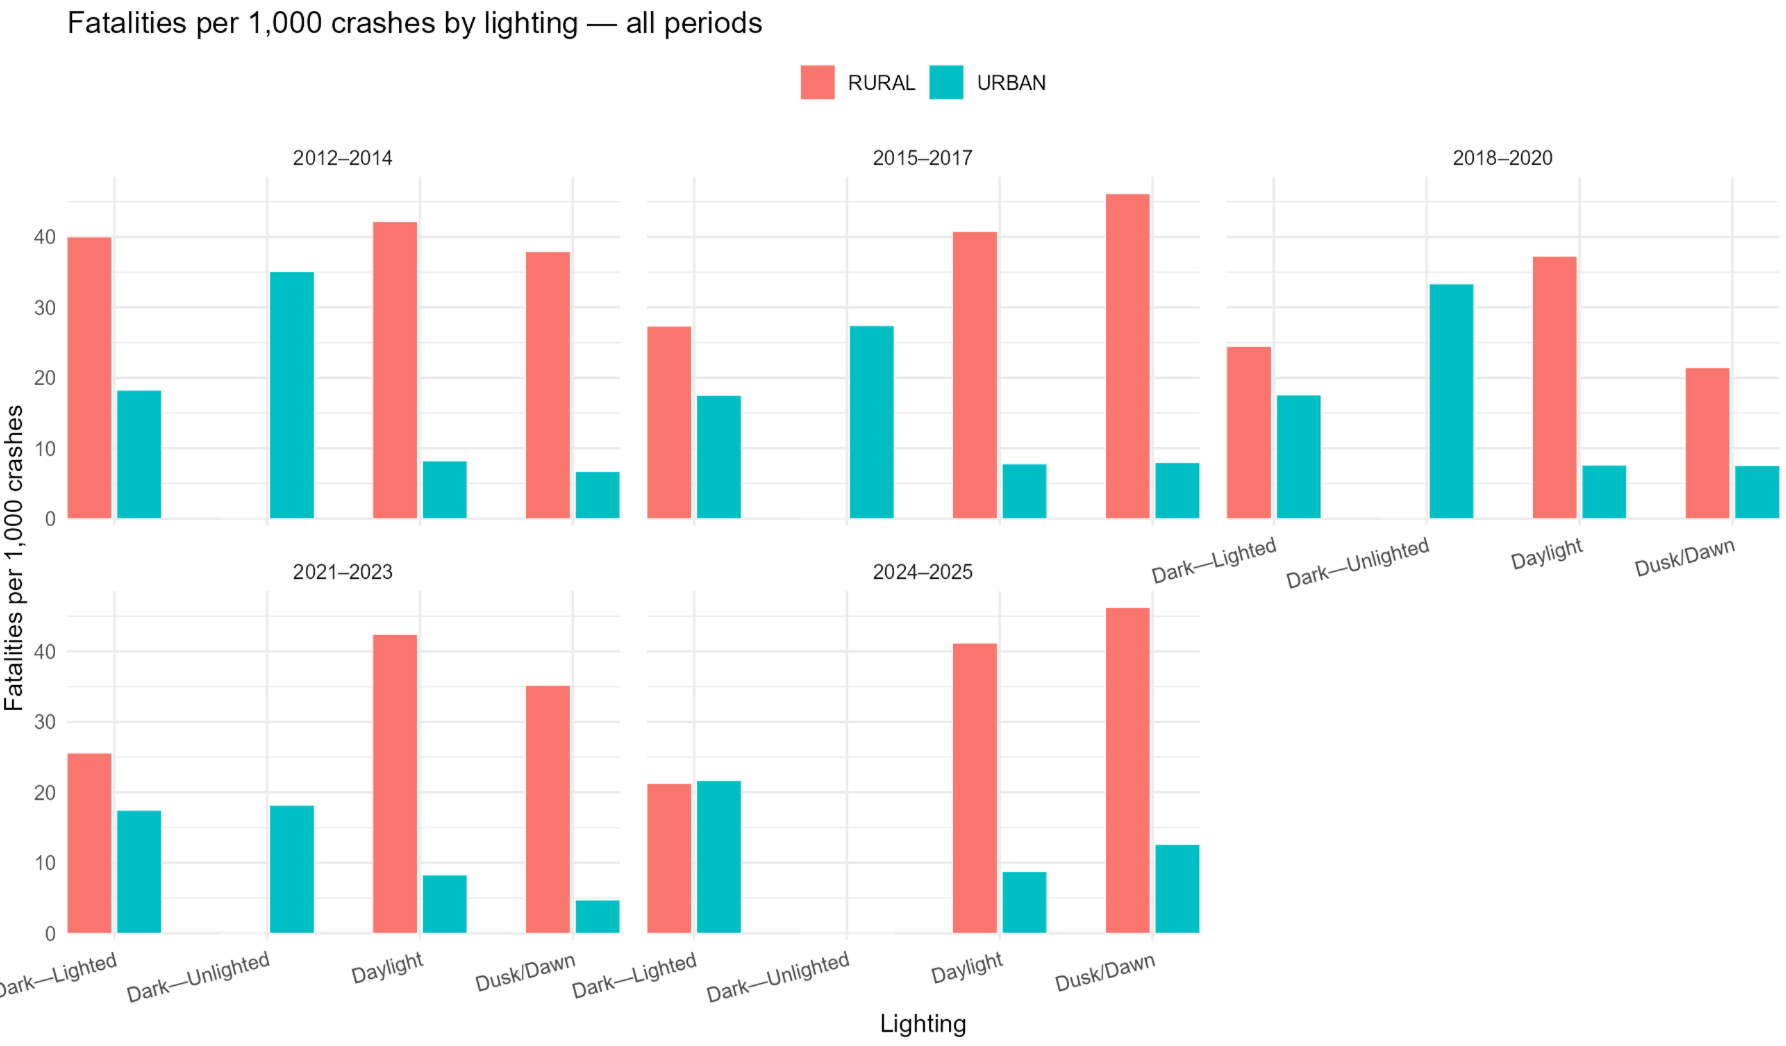 Fatalities per 1,000 crashes by lighting — all periods
RURAL URBAN
2012–2014 2015–2017 2018–2020
40
30
20
10
0
Dark—Lighted Dark—Unlighted Daylight Dusk/Dawn
2021–2023 2024–2025
40
30
20
10
0
Dark—Lighted Dark—Unlighted Daylight Dusk/Dawn Dark—Lighted Dark—Unlighted Daylight Dusk/Dawn
Lighting
Fatalities per 1,000 crashes